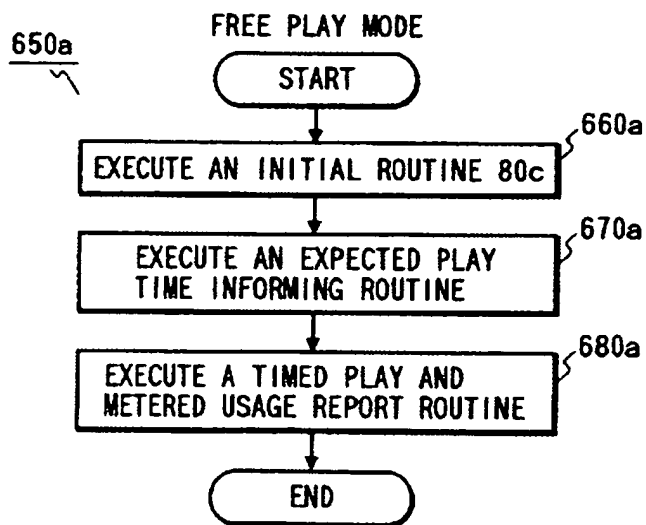 FREE PLAY MODE
650a
START
660a
EXECUTE AN INITIAL ROUTINE 80c
670a
EXECUTE AN EXPECTED PLAY
TIME INFORMING ROUTINE
680a
EXECUTE A TIMED PLAY AND
METERED USAGE REPORT ROUTINE
END